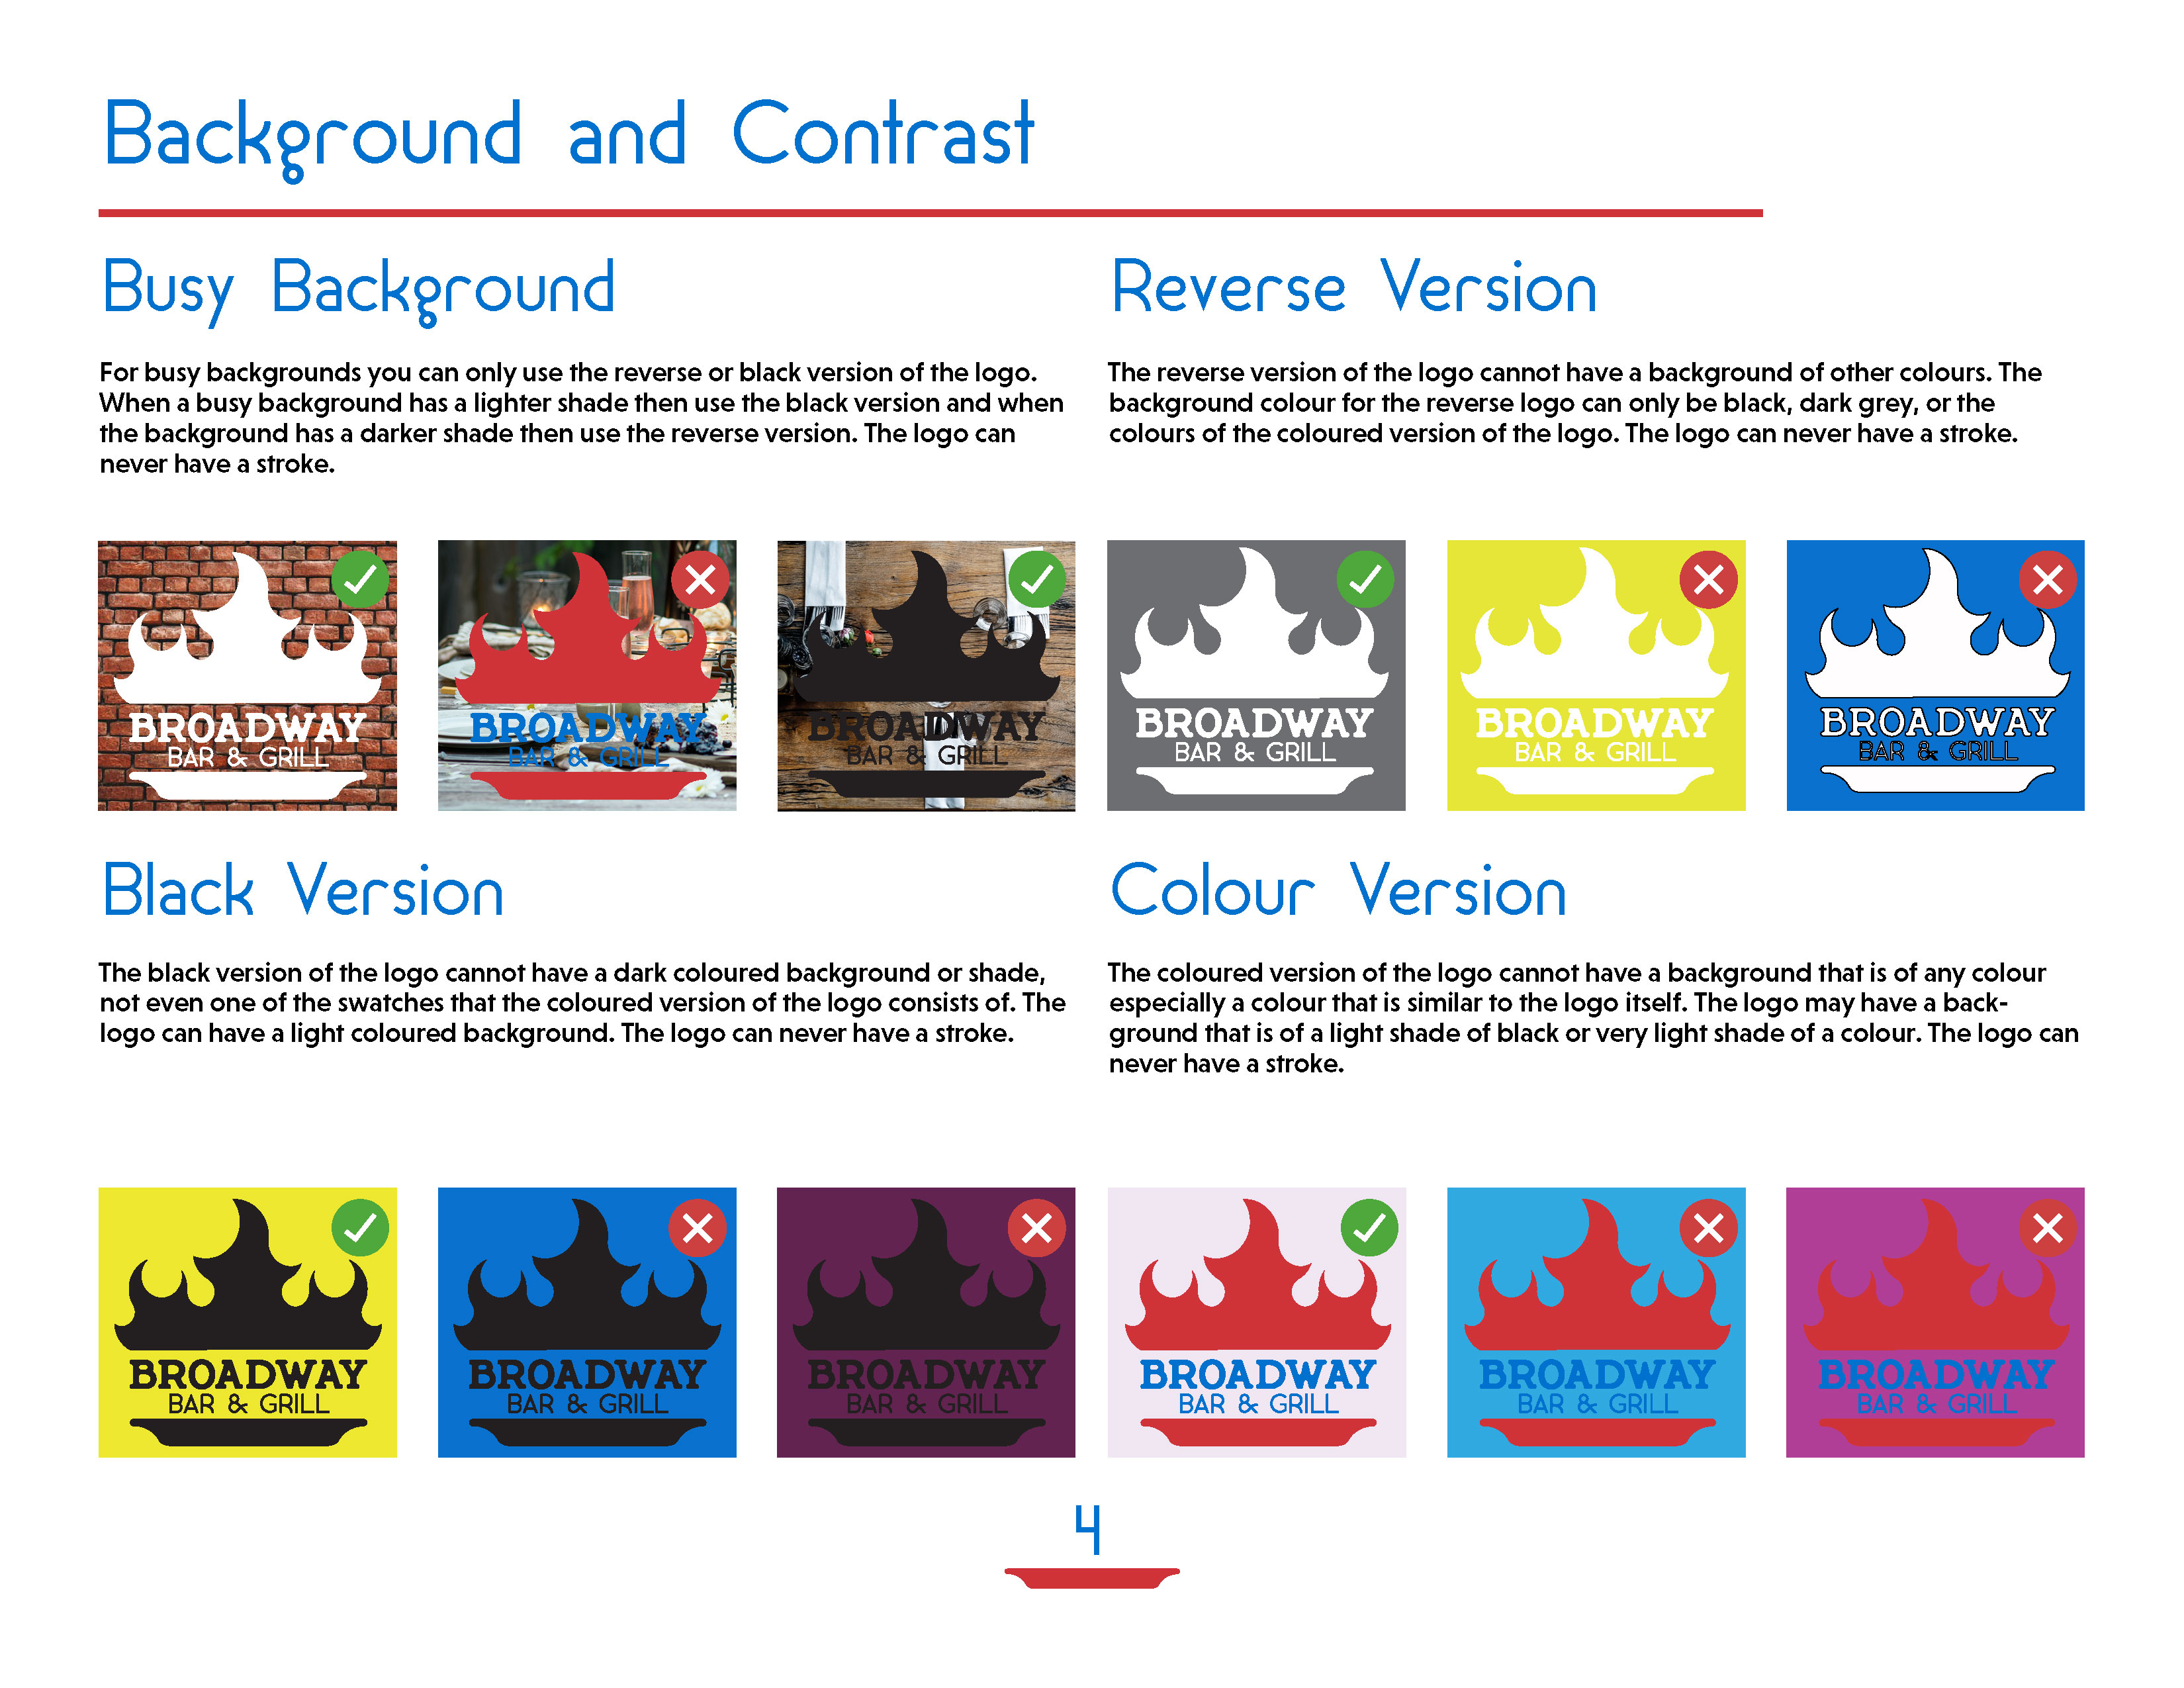 Background and Contrast
Busy Background
For busy backgrounds you can only use the reverse or black version of the logo.
When a busy background has a lighter shade then use the black version and when
the background has a darker shade then use the reverse version. The logo can
never have a stroke.
Reverse Version
The reverse version of the logo cannot have a background of other colours. The
background colour for the reverse logo can only be black, dark grey, or the
colours of the coloured version of the logo. The logo can never have a stroke.
BROADWAY
BAR & GRILL
BROADWAY
BAR & GRILL
BROADWAY
BAR & GRILL
BROADWAY
BAR & GRILL
BROADWAY
BAR & GRILL
BROADWAY
BAR & GRILL
Black Version
The black version of the logo cannot have a dark coloured background or shade,
not even one of the swatches that the coloured version of the logo consists of. The
logo can have a light coloured background. The logo can never have a stroke.
Colour Version
The coloured version of the logo cannot have a background that is of any colour
especially a colour that is similar to the logo itself. The logo may have a back-
ground that is of a light shade of black or very light shade of a colour. The logo can
never have a stroke.
BROADWAY
BAR & GRILL
BROADWAY
BAR & GRILL
BROADWAY
BAR & GRILL
BROADWAY
BAR & GRILL
BROADWAY
BAR & GRILL
BROADWAY
BAR & GRILL
4